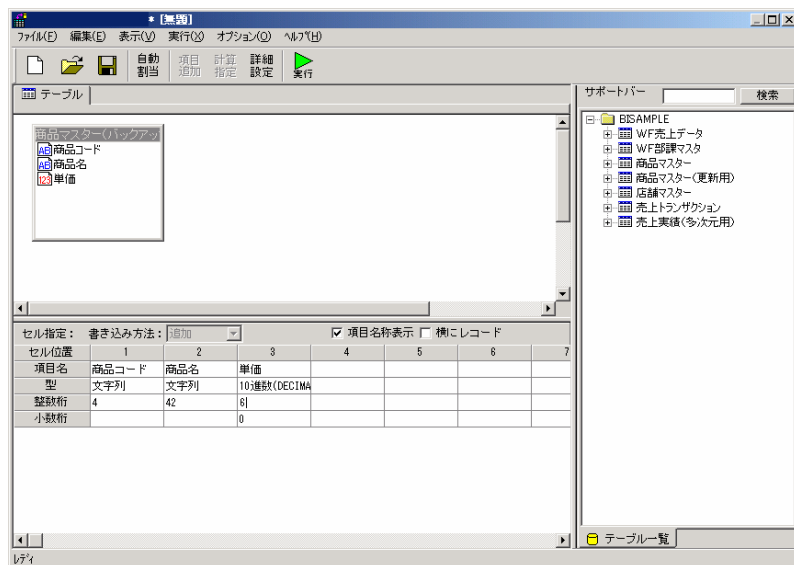 * [無題]
ファイル(F) 編集(E) 表示(V) 実行(X) オプション(O) ヘルプ(H)
自動割当 項目追加 計算指定 詳細設定 実行
テーブル
商品マスター(バックアッ
AB 商品コード
AB 商品名
123 単価
セル指定： 書き込み方法： 追加 項目名称表示 横にレコード
セル位置 1 2 3 4 5 6 7
項目名 商品コード 商品名 単価
型 文字列 文字列 10進数(DECIMA
整数桁 4 42 6
小数桁 0
サポートバー 検索
BISAMPLE
WF売上データ
WF部課マスタ
商品マスター
商品マスター(更新用)
店舗マスター
売上トランザクション
売上実績(多次元用)
テーブル一覧
レディ